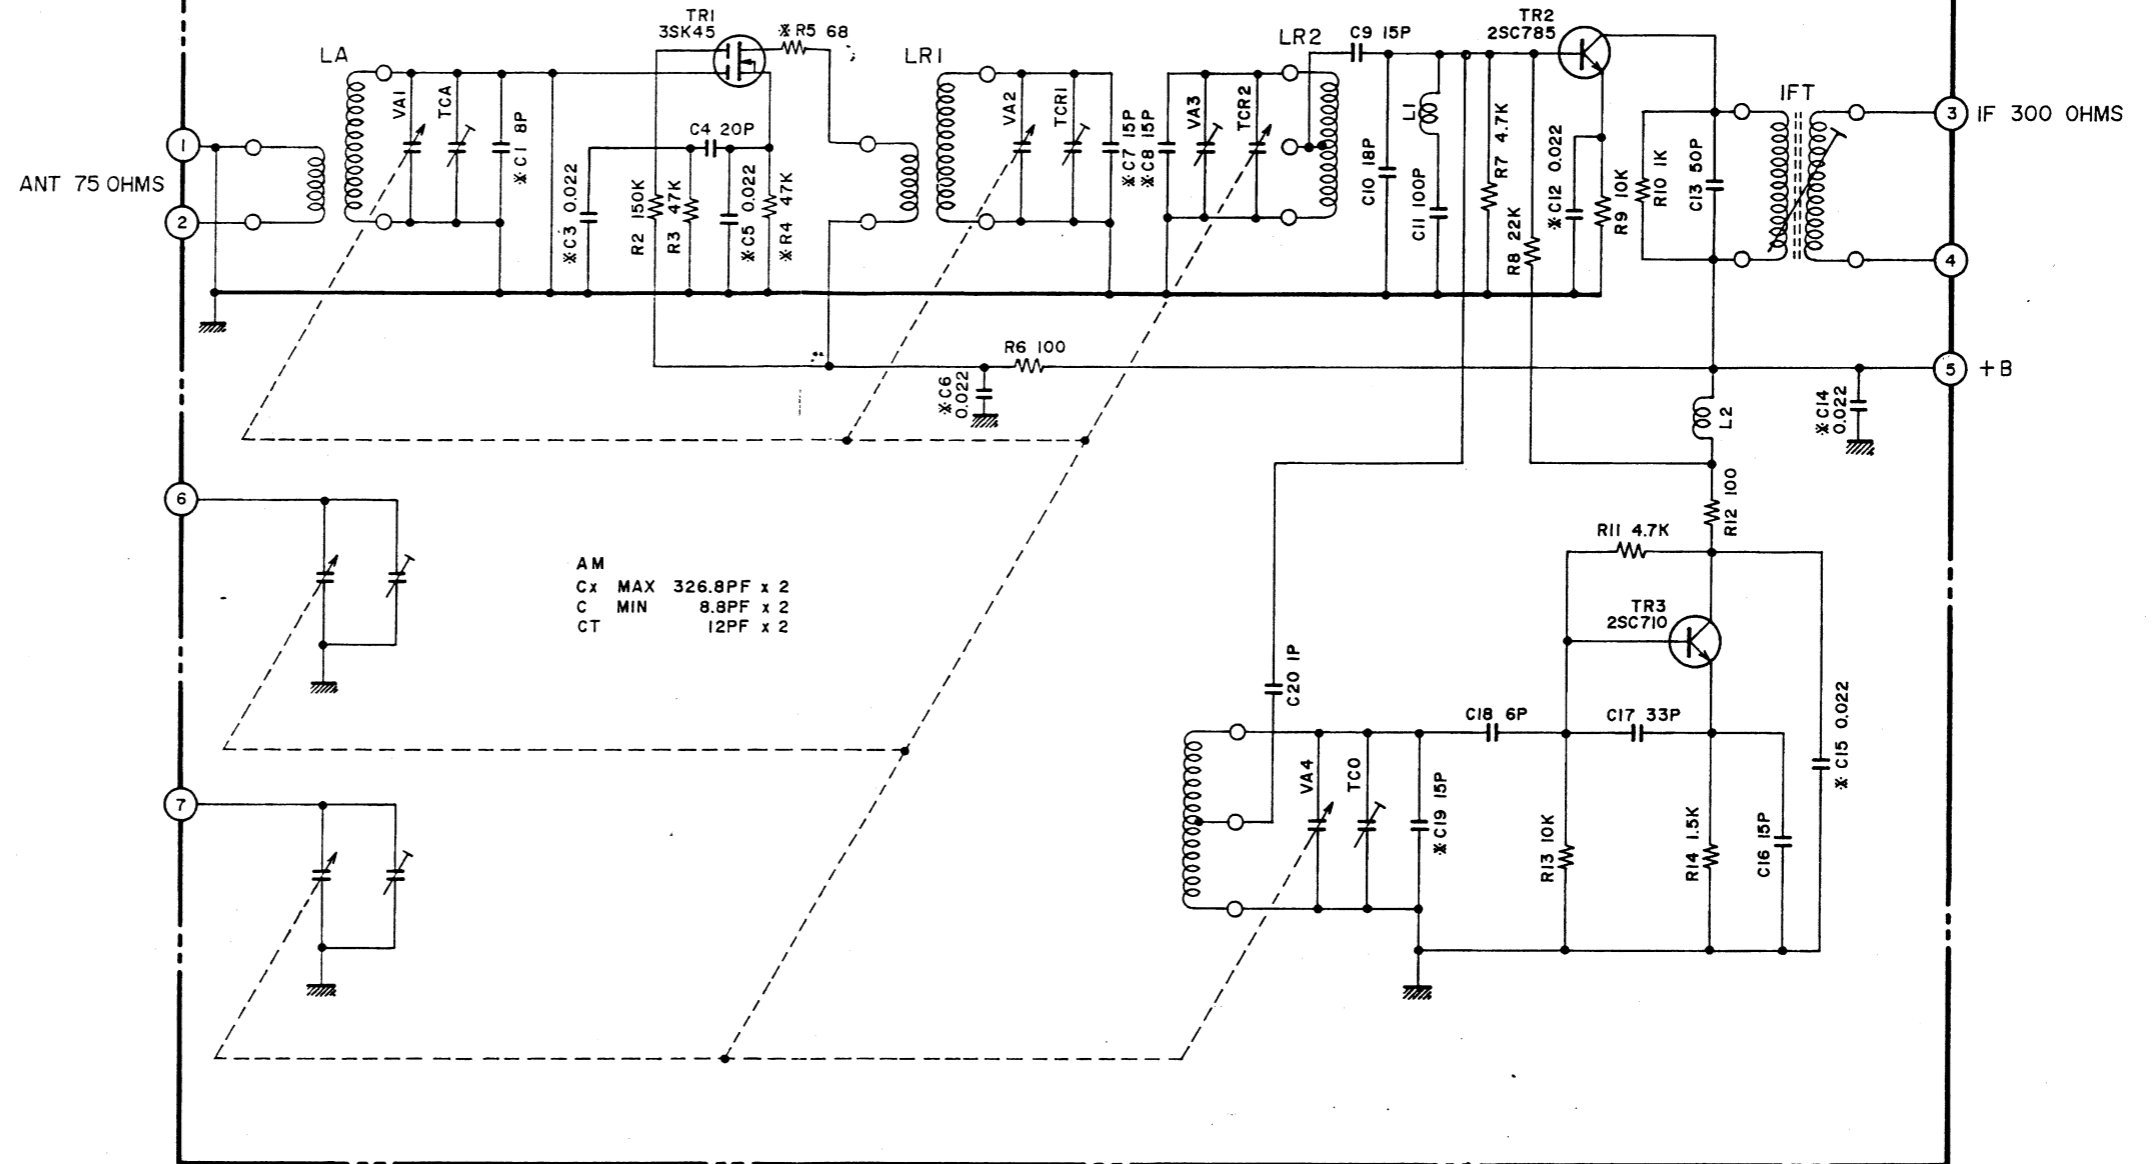 TR1
3SK45
※R5 68
LA
LR1
LR2
C9 15P
TR2
2SC785
IFT
1
2
ANT 75 OHMS
VA1
TCA
※C1 8P
C4 20P
※C3 0.022
R2 150K
R3 47K
※C5 0.022
※R4 47K
VA2
TCR1
※C7 15P
※C8 15P
VA3
TCR2
C10 18P
L1
C11 100P
R7 4.7K
R8 22K
※C12 0.022
R9 10K
R10 1K
C13 50P
3
IF 300 OHMS
4
R6 100
※C6
0.022
5
+B
L2
※C14
0.022
6
AM
Cx MAX 326.8PF x 2
C MIN 8.8PF x 2
CT 12PF x 2
R12 100
R11 4.7K
TR3
2SC710
C20 1P
C18 6P
C17 33P
※C15 0.022
7
VA4
TCO
※C19 15P
R13 10K
R14 1.5K
C16 15P